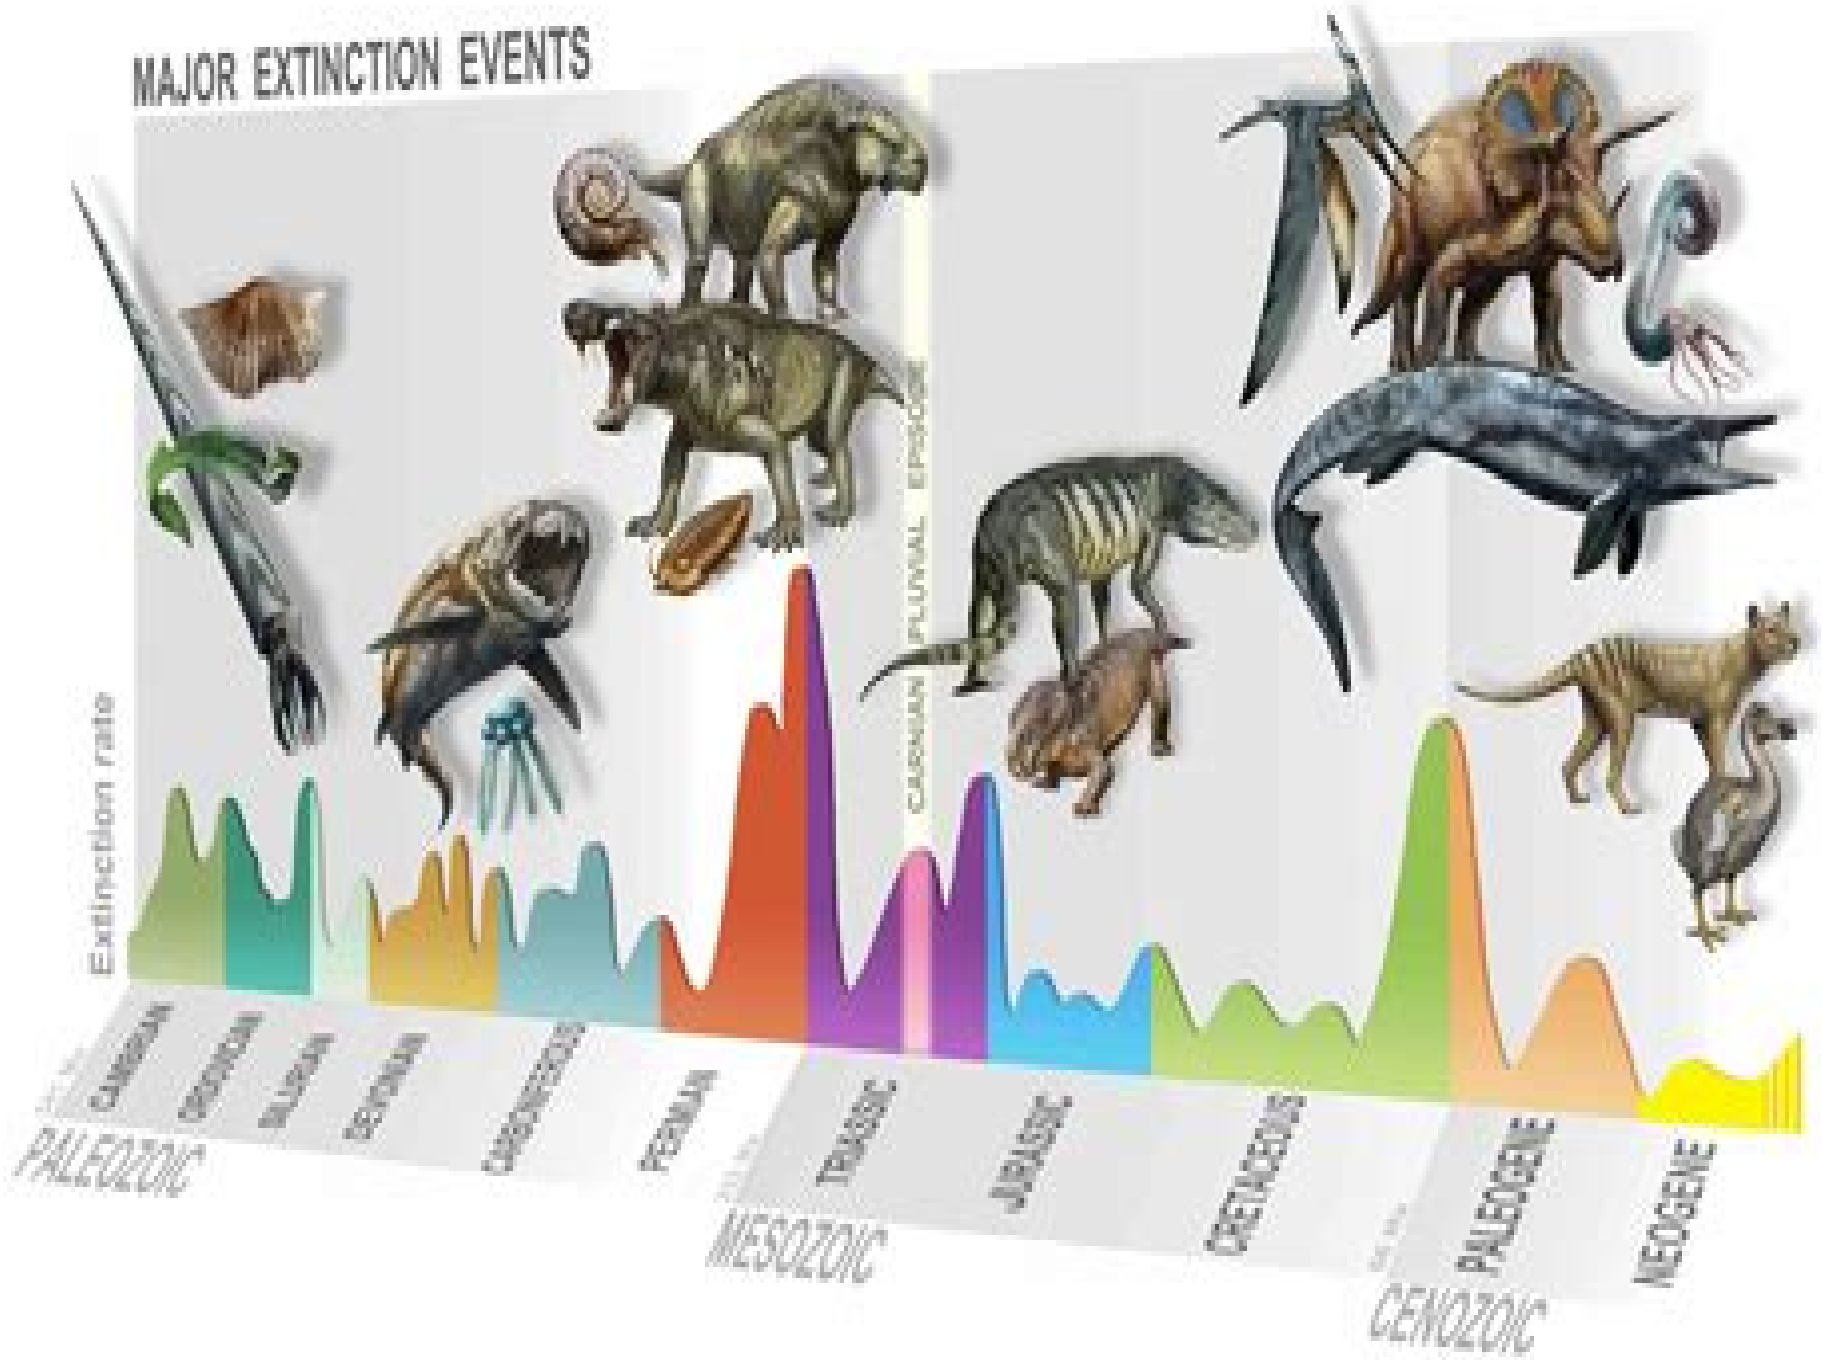 MAJOR EXTINCTION EVENTS
CARNIAN PLUVIAL EPISODE
Extinction rate
CAMBRIAN
ORDOVICIAN
SILURIAN
DEVONIAN
CARBONIFEROUS
PERMIAN
TRIASSIC
JURASSIC
CRETACEOUS
PALEOGENE
NEOGENE
PALEOZOIC
MESOZOIC
CENOZOIC